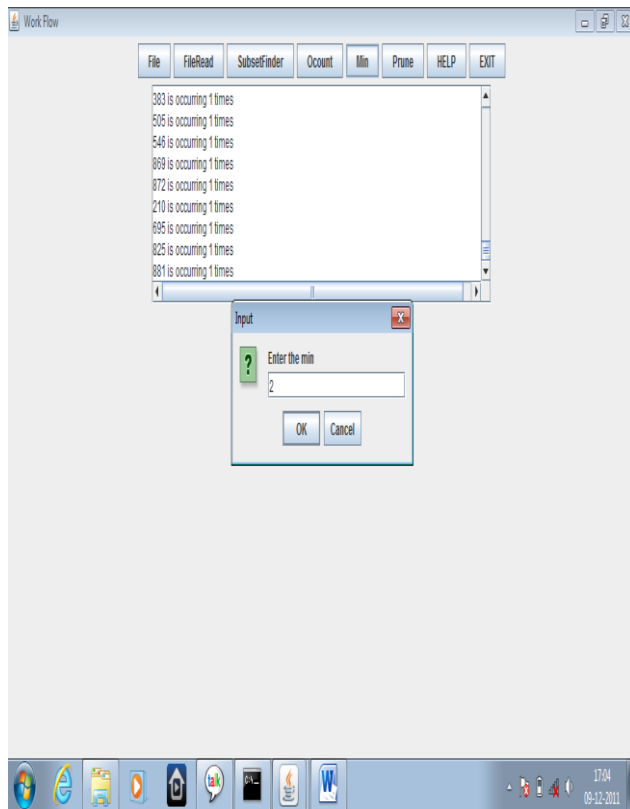 Work Flow
File FileRead SubsetFinder Ocount Min Prune HELP EXIT
383 is occurring 1 times
505 is occurring 1 times
546 is occurring 1 times
869 is occurring 1 times
872 is occurring 1 times
210 is occurring 1 times
695 is occurring 1 times
825 is occurring 1 times
881 is occurring 1 times
Input
Enter the min
2
OK Cancel
talk
C:\_
W
17:04
09-12-2011